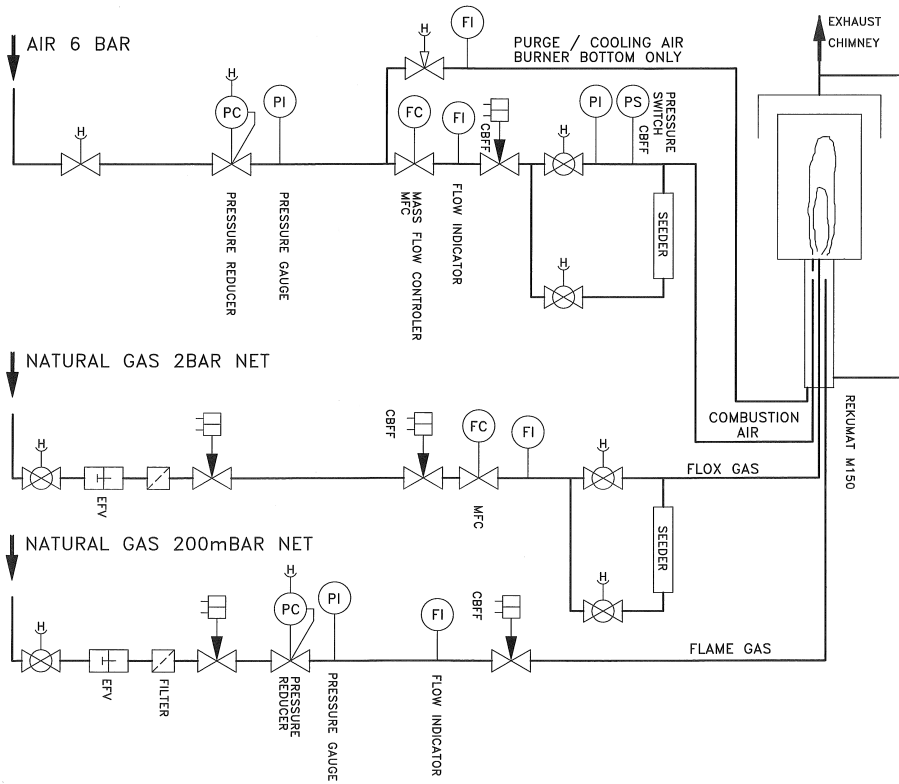 AIR 6 BAR
H
FI
PURGE / COOLING AIR
BURNER BOTTOM ONLY
EXHAUST
CHIMNEY
H
PC
PI
FC
FI
CBFF
H
PI
PS
CBFF
PRESSURE
SWITCH
H
PRESSURE REDUCER
PRESSURE GAUGE
MASS FLOW CONTROLER
MFC
FLOW INDICATOR
SEEDER
H
NATURAL GAS 2BAR NET
CBFF
FC
FI
COMBUSTION
AIR
REKUMAT M150
H
EFV
MFC
H
FLOX GAS
SEEDER
H
NATURAL GAS 200mBAR NET
H
PC
PI
FI
CBFF
H
EFV
FILTER
PRESSURE
REDUCER
PRESSURE GAUGE
FLOW INDICATOR
FLAME GAS